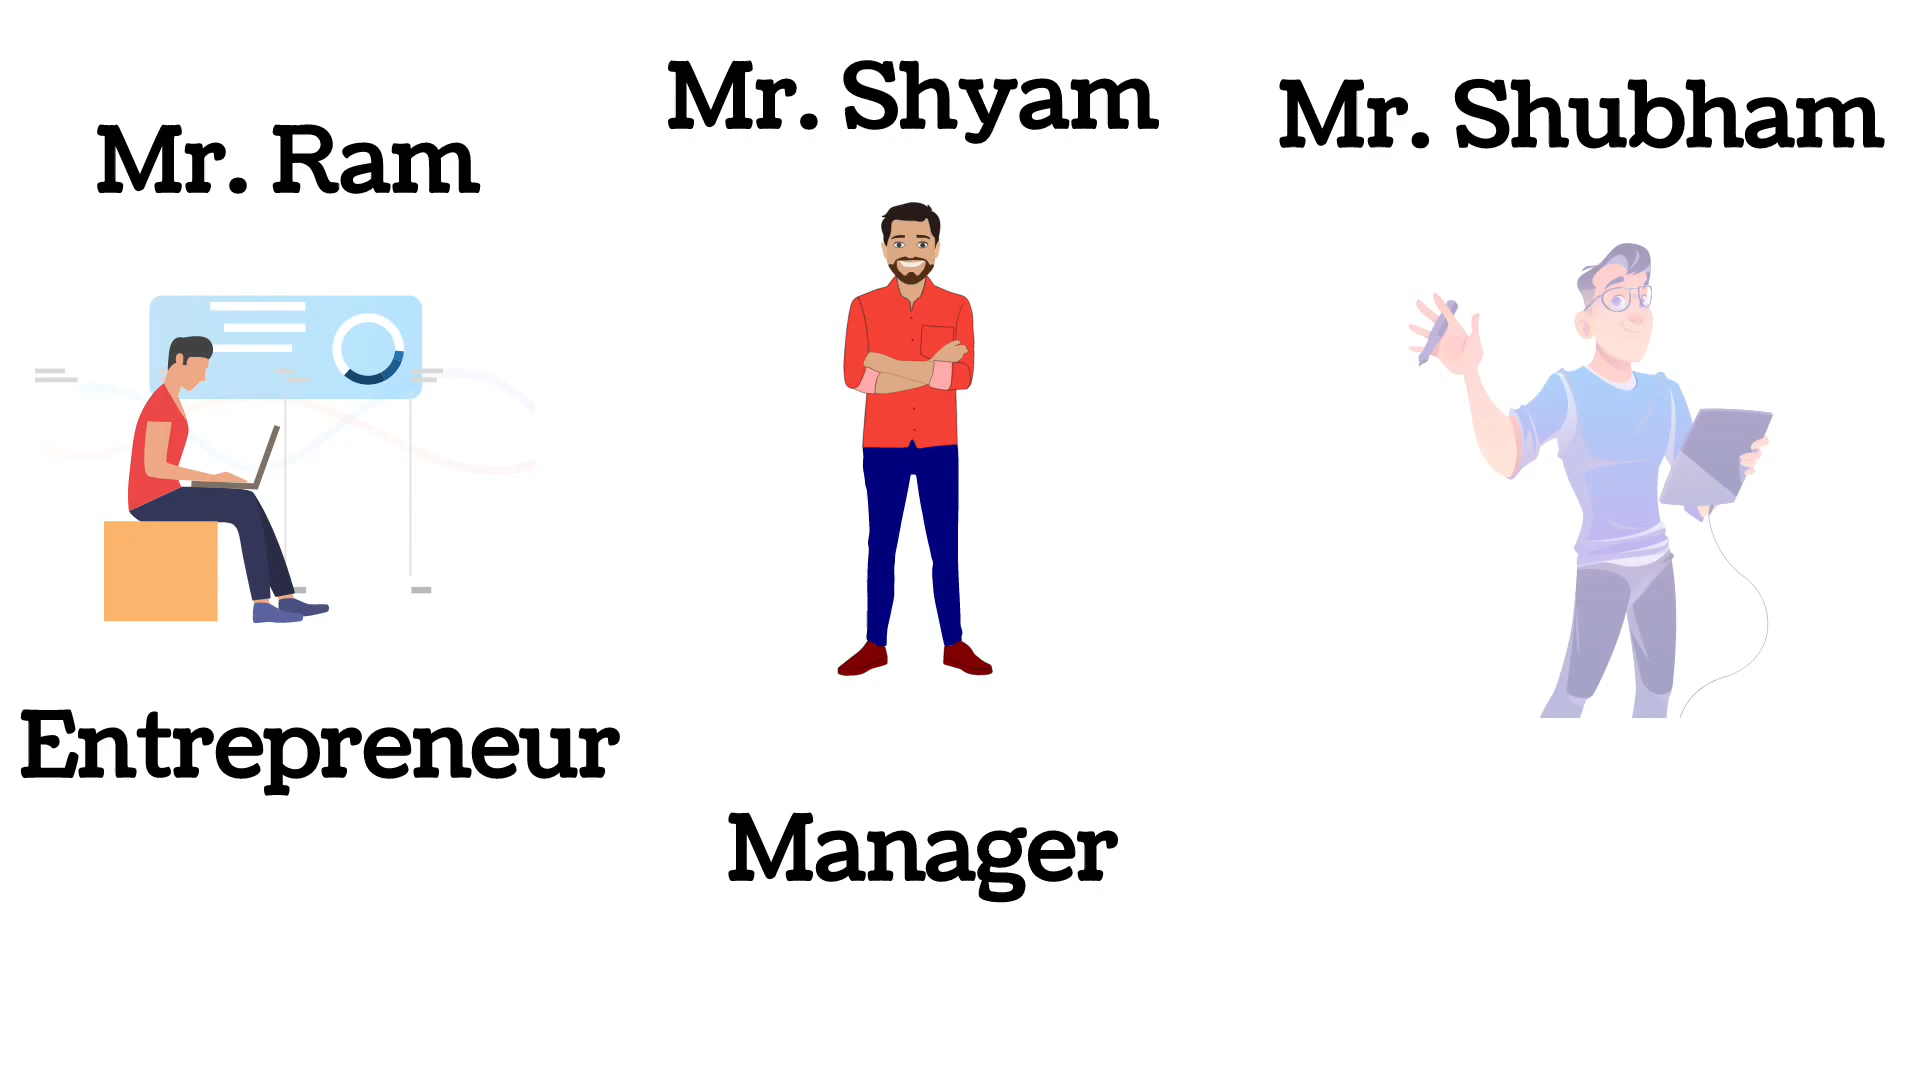 Mr. Ram
Mr. Shyam
Mr. Shubham
Entrepreneur
Manager